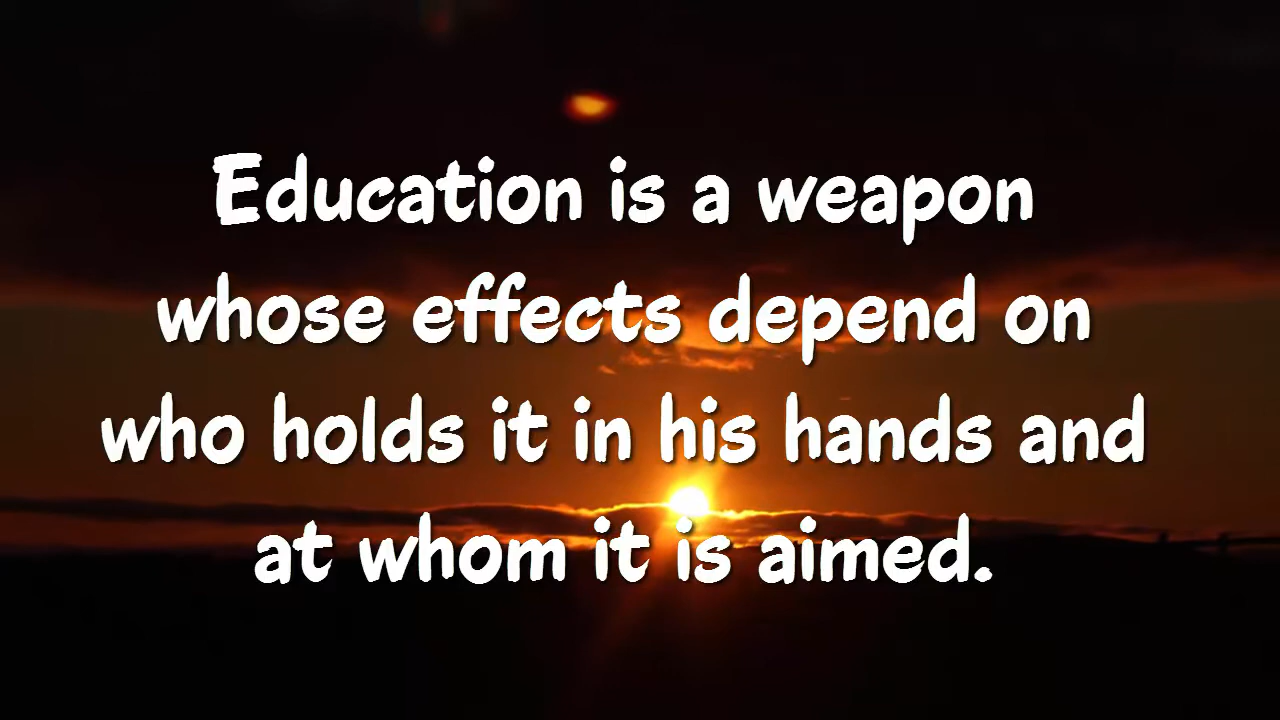 Education is a weapon
whose effects depend on
who holds it in his hands and
at whom it is aimed.